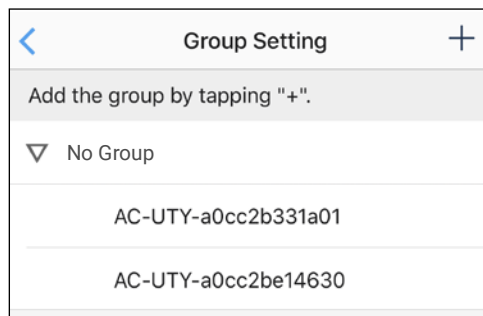 Group Setting
Add the group by tapping "+".
No Group
AC-UTY-a0cc2b331a01
AC-UTY-a0cc2be14630